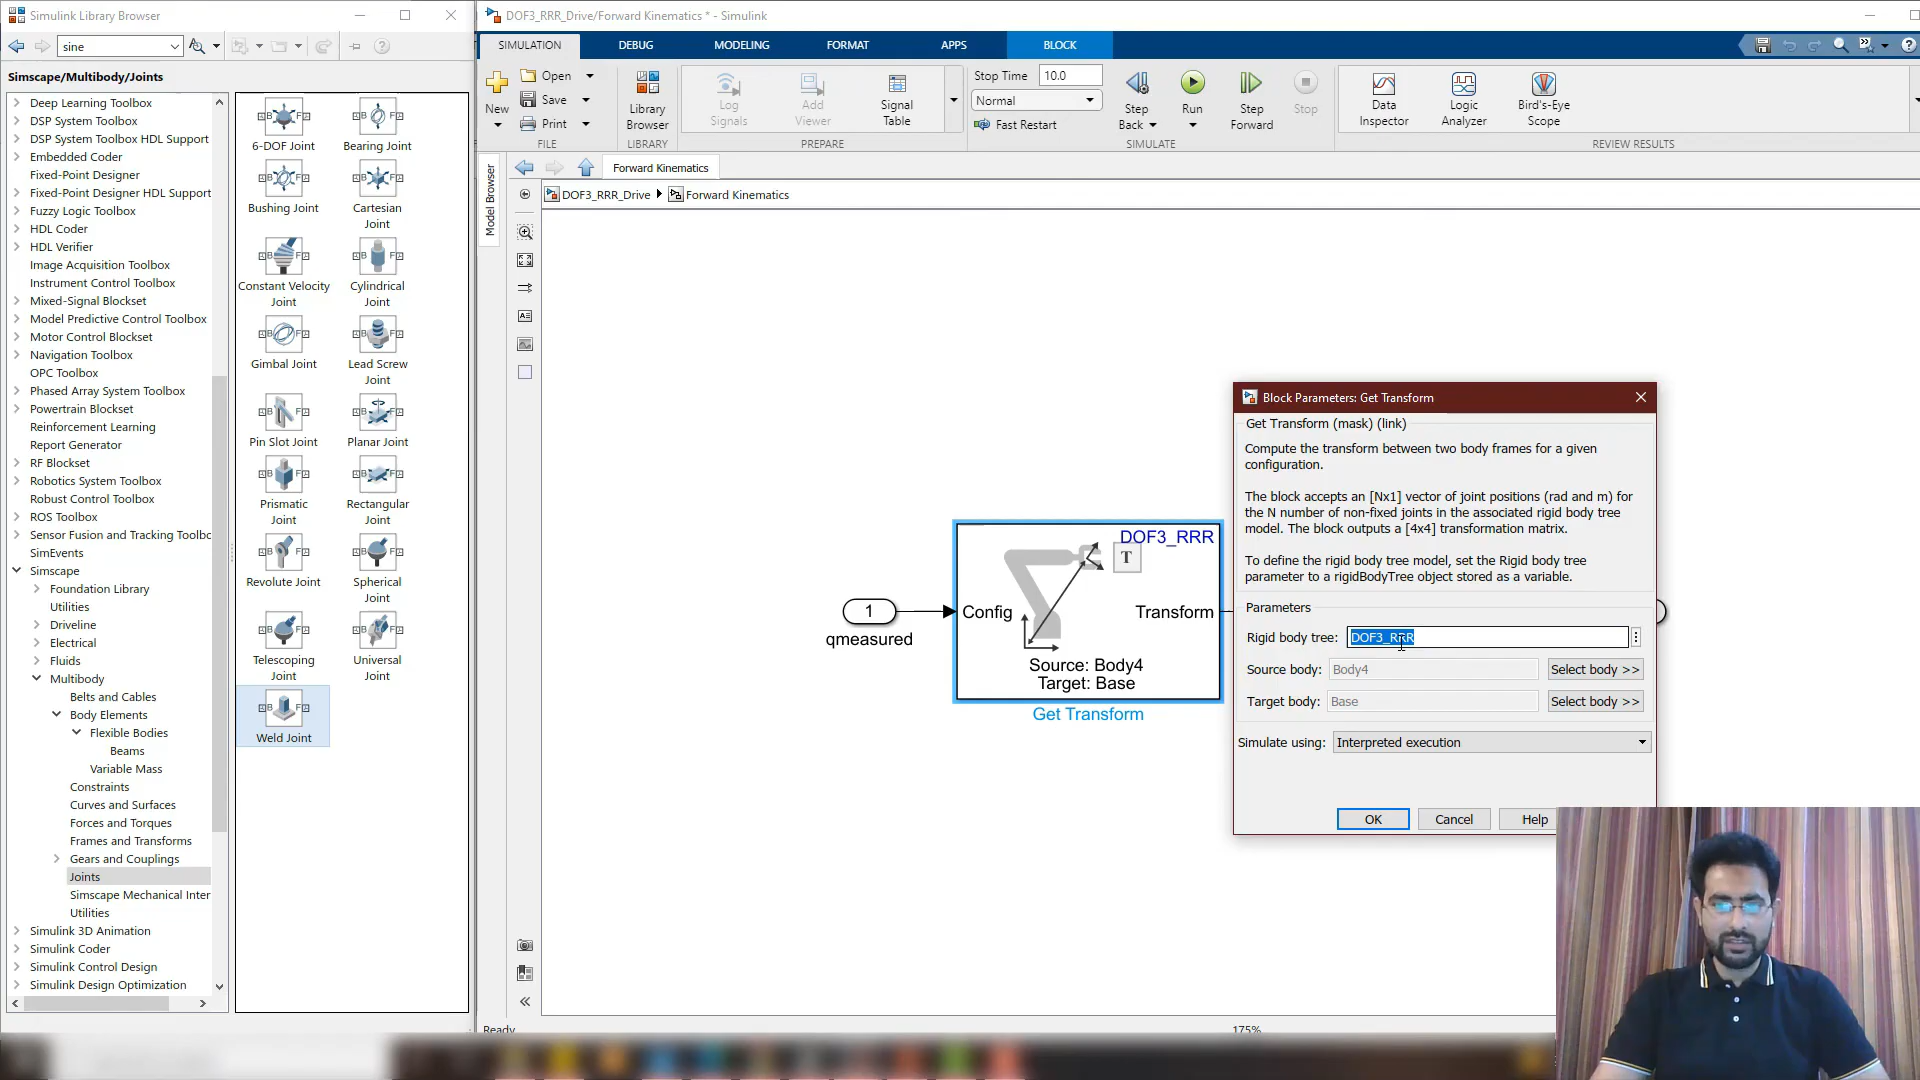 Simulink Library Browser
sine
Simscape/Multibody/Joints
Deep Learning Toolbox
DSP System Toolbox
DSP System Toolbox HDL Support
Embedded Coder
Fixed-Point Designer
Fixed-Point Designer HDL Support
Fuzzy Logic Toolbox
HDL Coder
HDL Verifier
Image Acquisition Toolbox
Instrument Control Toolbox
Mixed-Signal Blockset
Model Predictive Control Toolbox
Motor Control Blockset
Navigation Toolbox
OPC Toolbox
Phased Array System Toolbox
Powertrain Blockset
Reinforcement Learning
Report Generator
RF Blockset
Robotics System Toolbox
Robust Control Toolbox
ROS Toolbox
Sensor Fusion and Tracking Toolbo
SimEvents
Simscape
Foundation Library
Utilities
Driveline
Electrical
Fluids
Multibody
Belts and Cables
Body Elements
Flexible Bodies
Beams
Variable Mass
Constraints
Curves and Surfaces
Forces and Torques
Frames and Transforms
Gears and Couplings
Joints
Simscape Mechanical Inter
Utilities
Simulink 3D Animation
Simulink Coder
Simulink Control Design
Simulink Design Optimization
6-DOF Joint
Bearing Joint
Bushing Joint
Cartesian Joint
Constant Velocity Joint
Cylindrical Joint
Gimbal Joint
Lead Screw Joint
Pin Slot Joint
Planar Joint
Prismatic Joint
Rectangular Joint
Revolute Joint
Spherical Joint
Telescoping Joint
Universal Joint
Weld Joint
DOF3_RRR_Drive/Forward Kinematics * - Simulink
SIMULATION DEBUG MODELING FORMAT APPS BLOCK
New
Open
Save
Print
FILE
Library Browser
LIBRARY
Log Signals
Add Viewer
Signal Table
PREPARE
Stop Time 10.0
Normal
Fast Restart
Step Back
Run
Step Forward
Stop
SIMULATE
Data Inspector
Logic Analyzer
Bird's-Eye Scope
REVIEW RESULTS
Model Browser
Forward Kinematics
DOF3_RRR_Drive Forward Kinematics
1
qmeasured
DOF3_RRR
T
Config
Transform
Source: Body4
Target: Base
Get Transform
Block Parameters: Get Transform
Get Transform (mask) (link)
Compute the transform between two body frames for a given
configuration.
The block accepts an [Nx1] vector of joint positions (rad and m) for
the N number of non-fixed joints in the associated rigid body tree
model. The block outputs a [4x4] transformation matrix.
To define the rigid body tree model, set the Rigid body tree
parameter to a rigidBodyTree object stored as a variable.
Parameters
Rigid body tree: DOF3_RRR
Source body: Body4 Select body >>
Target body: Base Select body >>
Simulate using: Interpreted execution
OK Cancel Help
Ready
175%